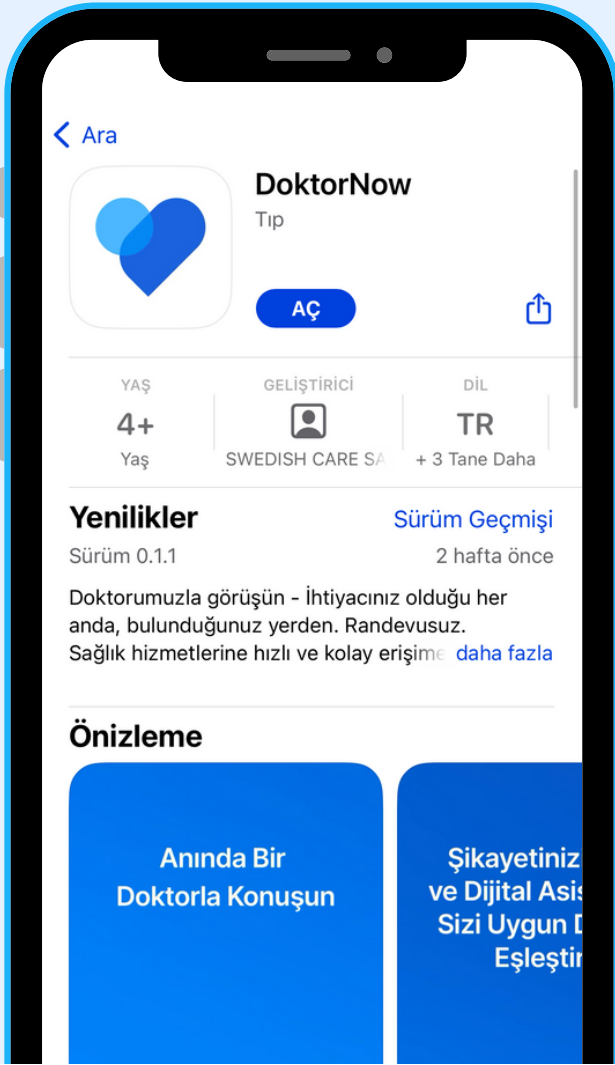 Ara
DoktorNow
Tıp
AÇ
YAŞ
GELİŞTİRİCİ
DİL
4+
TR
Yaş
SWEDISH CARE SA
+ 3 Tane Daha
Yenilikler
Sürüm Geçmişi
Sürüm 0.1.1
2 hafta önce
Doktorumuzla görüşün - İhtiyacınız olduğu her
anda, bulunduğunuz yerden. Randevusuz.
Sağlık hizmetlerine hızlı ve kolay erişime daha fazla
Önizleme
Anında Bir
Doktorla Konuşun
Şikayetiniz
ve Dijital Asis
Sizi Uygun D
Eşleştir